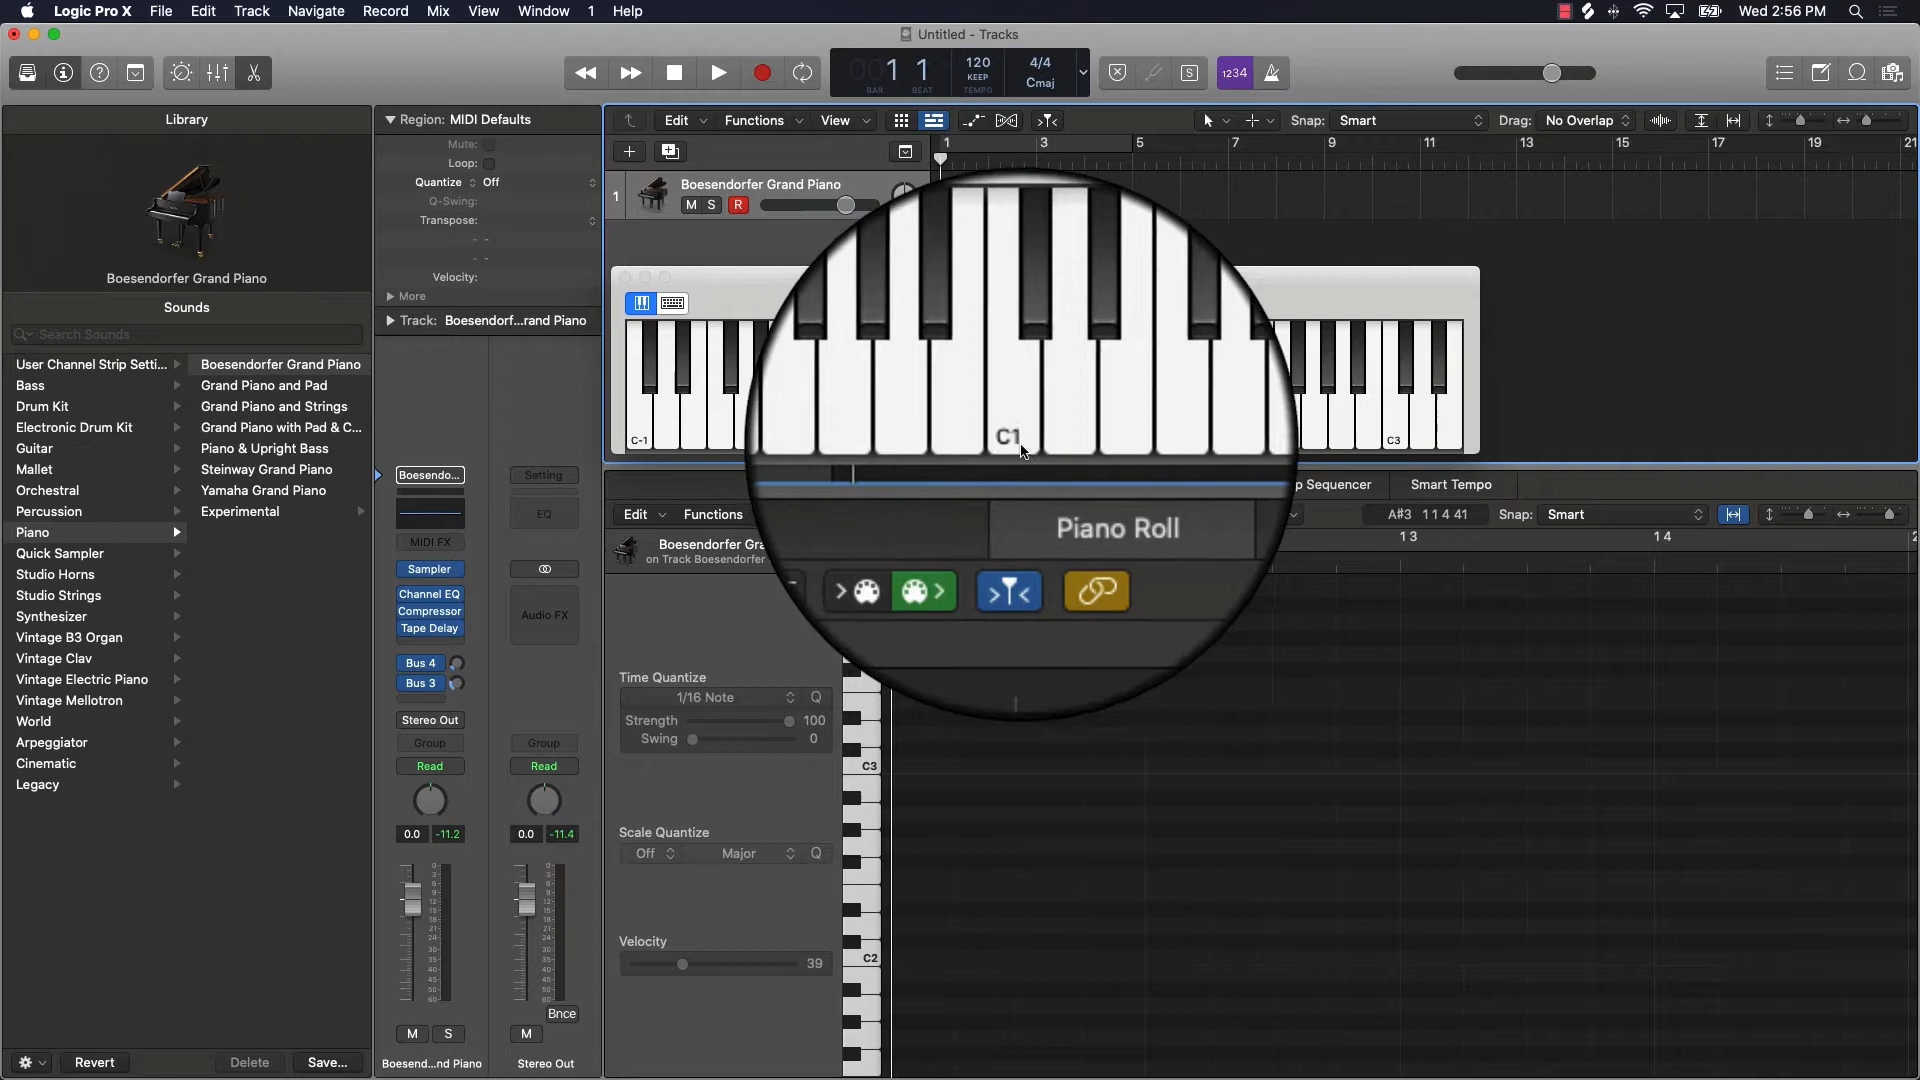 Logic Pro X File Edit Track Navigate Record Mix View Window 1 Help
Wed 2:56 PM
Untitled - Tracks
1 1
BAR BEAT
120
KEEP
TEMPO
4/4
Cmaj
S
1234
Library
Boesendorfer Grand Piano
Sounds
Search Sounds
User Channel Strip Setti...
Bass
Drum Kit
Electronic Drum Kit
Guitar
Mallet
Orchestral
Percussion
Piano
Quick Sampler
Studio Horns
Studio Strings
Synthesizer
Vintage B3 Organ
Vintage Clav
Vintage Electric Piano
Vintage Mellotron
World
Arpeggiator
Cinematic
Legacy
Boesendorfer Grand Piano
Grand Piano and Pad
Grand Piano and Strings
Grand Piano with Pad & C...
Piano & Upright Bass
Steinway Grand Piano
Yamaha Grand Piano
Experimental
Revert
Delete
Save...
Region: MIDI Defaults
Mute:
Loop:
Quantize Off
Q-Swing:
Transpose:
Velocity:
More
Track: Boesendorf...rand Piano
Boesendo...
Setting
EQ
MIDI FX
Sampler
Channel EQ
Compressor
Tape Delay
Audio FX
Bus 4
Bus 3
Stereo Out
Group
Group
Read
Read
0.0 -11.2
0.0 -11.4
Bnce
M S
M
Boesend...nd Piano
Stereo Out
Edit Functions View
Snap: Smart
Drag: No Overlap
1 3 5 7 9 11 13 15 17 19 21
1 Boesendorfer Grand Piano
M S R
C-1
C1
C3
Piano Roll
p Sequencer
Smart Tempo
Edit Functions
A#3 1 1 4 41
Snap: Smart
1 3 1 4 2
Boesendorfer Gra
on Track Boesendorfer
Time Quantize
1/16 Note Q
Strength 100
Swing 0
Scale Quantize
Off Major Q
Velocity
39
C3
C2